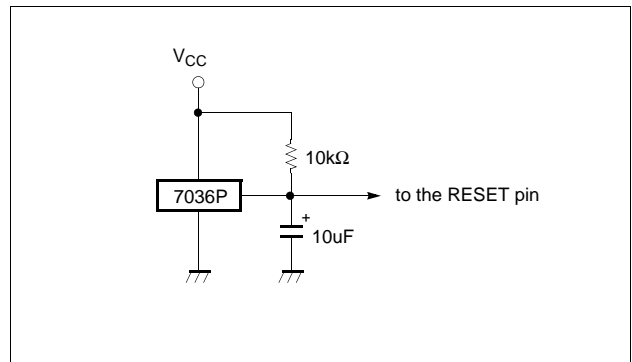 VCC
10kΩ
7036P
to the RESET pin
+
10uF